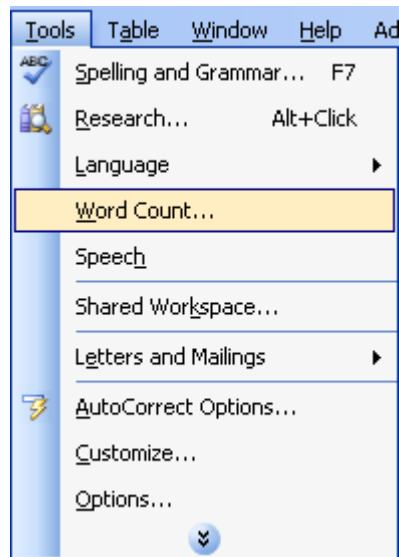 Tools Table Window Help Ad
ABC Spelling and Grammar... F7
Research... Alt+Click
Language
Word Count...
Speech
Shared Workspace...
Letters and Mailings
AutoCorrect Options...
Customize...
Options...